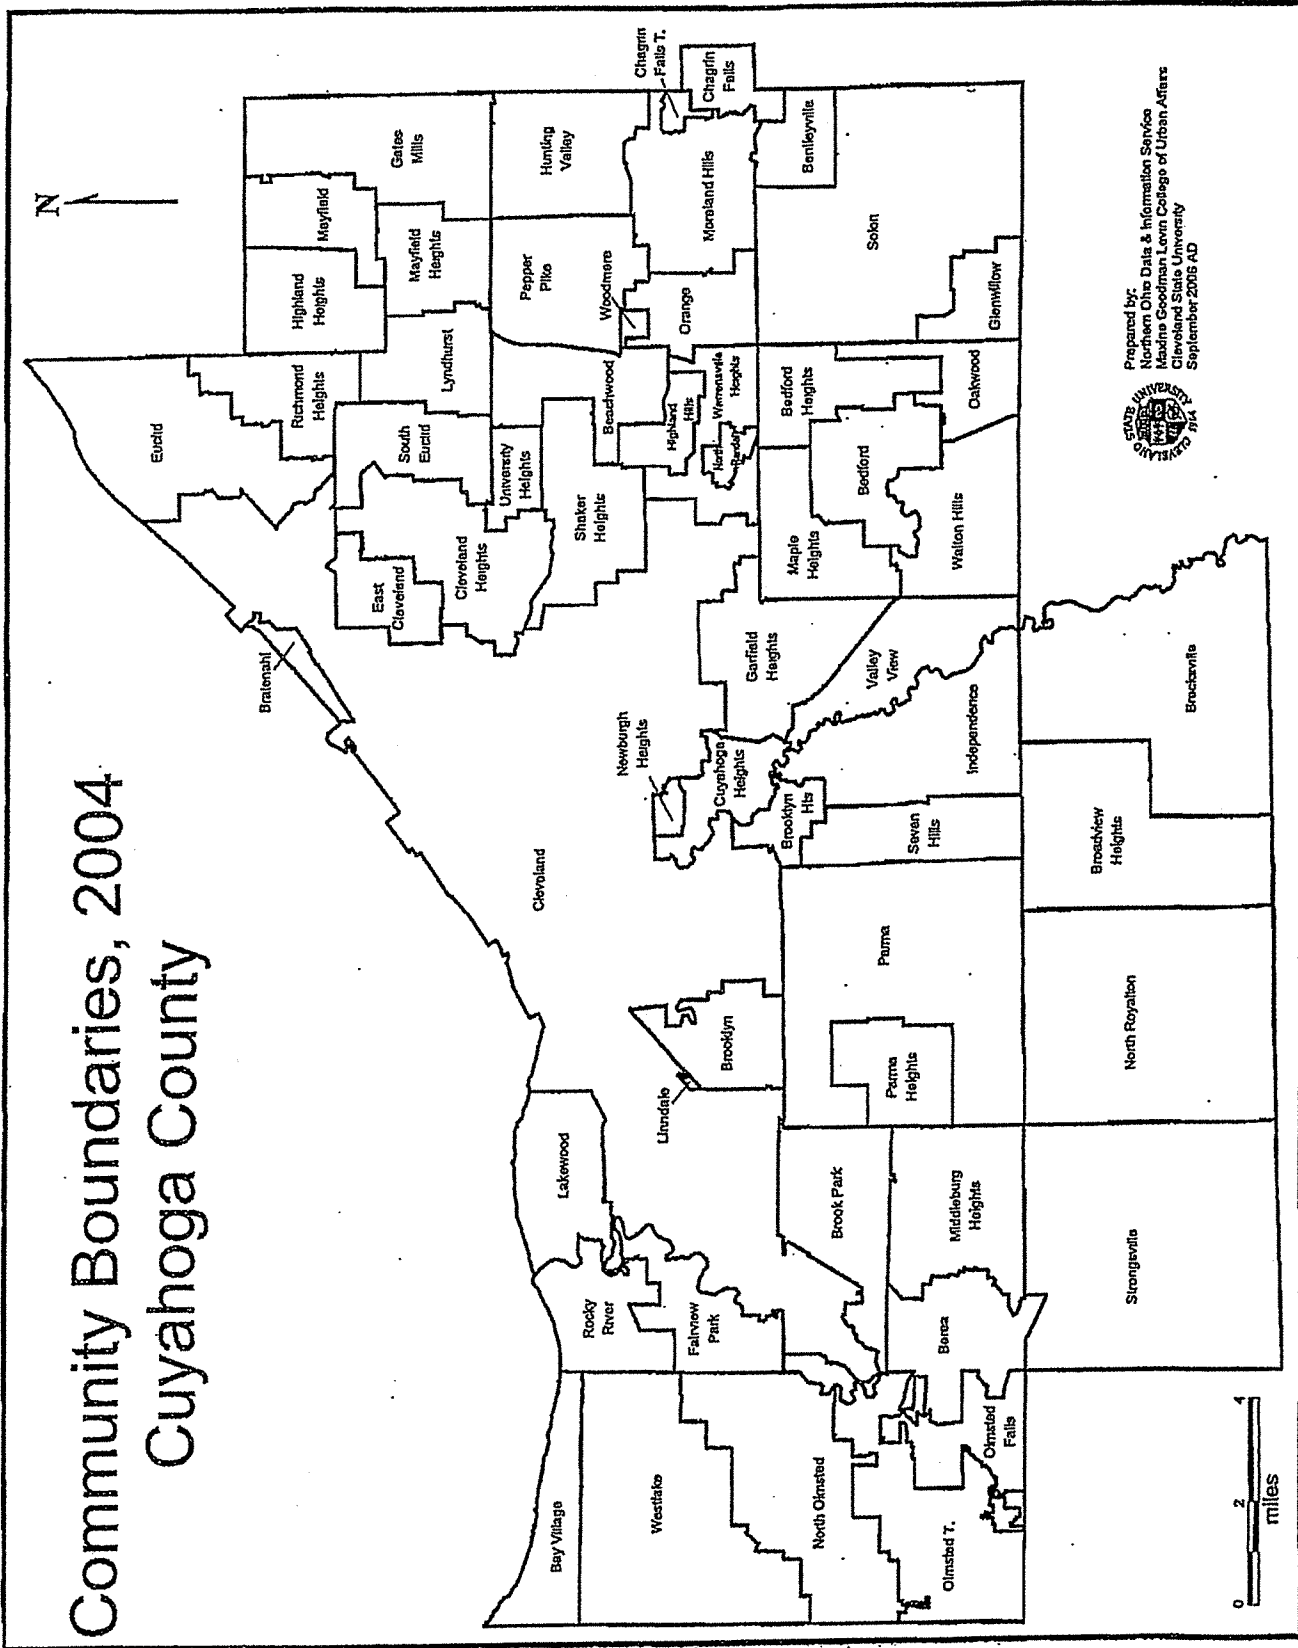 Community Boundaries, 2004
Cuyahoga County
N
Euclid
Bratenahl
Richmond
Heights
Highland
Heights
Mayfield
Gates
Mills
Mayfield
Heights
Lyndhurst
South
Euclid
East
Cleveland
Cleveland
Heights
University
Heights
Shaker
Heights
Beachwood
Pepper
Pike
Hunting
Valley
Woodmere
Orange
Moreland Hills
Chagrin
Falls T.
Chagrin
Falls
Bentleyville
Highland
Hills
Warrensville
Heights
North
Randall
Bedford
Heights
Bedford
Maple
Heights
Walton Hills
Oakwood
Glenwillow
Solon
Garfield
Heights
Valley
View
Newburgh
Heights
Cuyahoga
Heights
Brooklyn
Hts
Independence
Seven
Hills
Cleveland
Brooklyn
Linndale
Parma
Parma
Heights
Lakewood
Rocky
River
Fairview
Park
Brook Park
Middleburg
Heights
Berea
Bay Village
Westlake
North Olmsted
Olmsted T.
Olmsted
Falls
Strongsville
North Royalton
Broadview
Heights
Brecksville
0 2 4
miles
CLEVELAND STATE UNIVERSITY
Prepared by:
Northern Ohio Data & Information Service
Maxine Goodman Levin College of Urban Affairs
Cleveland State University
September 2006 AD